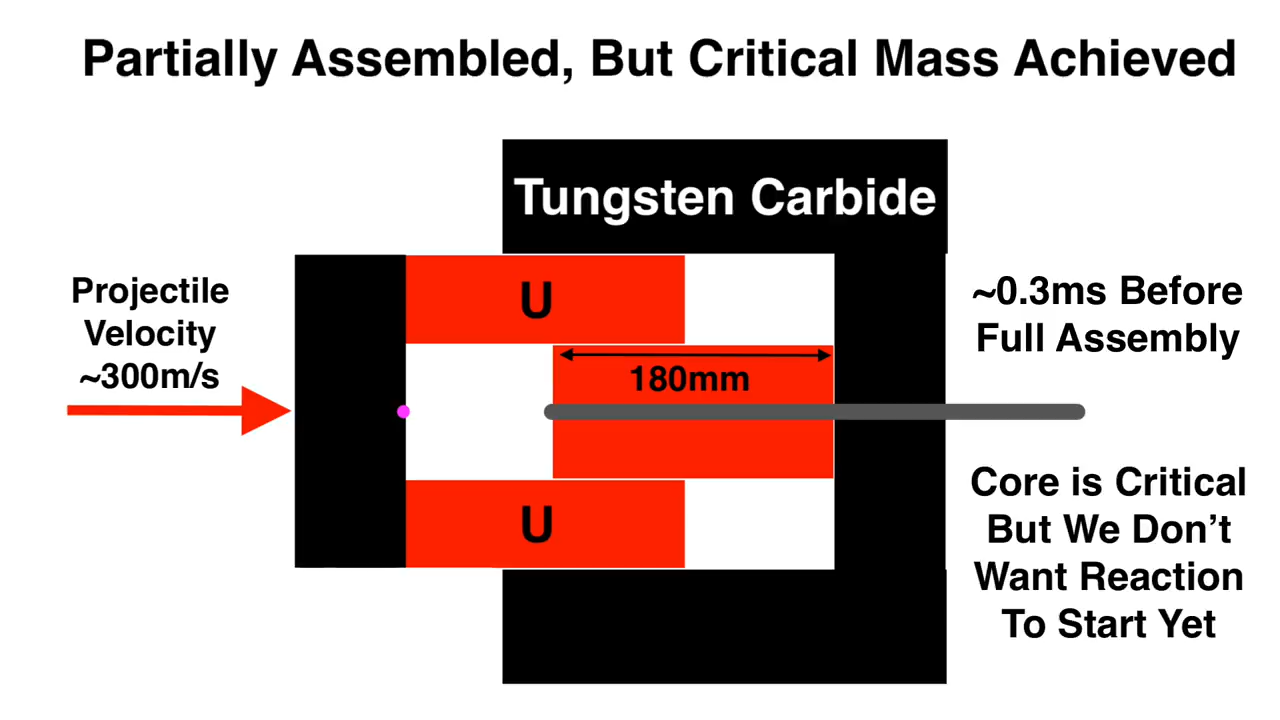 Partially Assembled, But Critical Mass Achieved
Tungsten Carbide
Projectile
Velocity
~300m/s
U
180mm
U
~0.3ms Before
Full Assembly
Core is Critical
But We Don’t
Want Reaction
To Start Yet